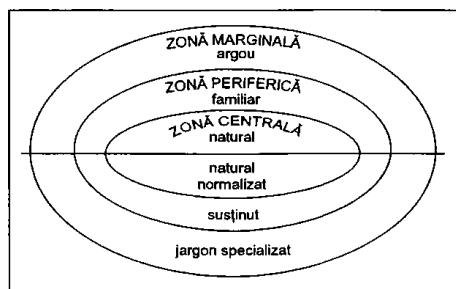 ZONĂ MARGINALĂ
argou
ZONĂ PERIFERICĂ
familiar
ZONĂ CENTRALĂ
natural
natural
normalizat
susținut
jargon specializat